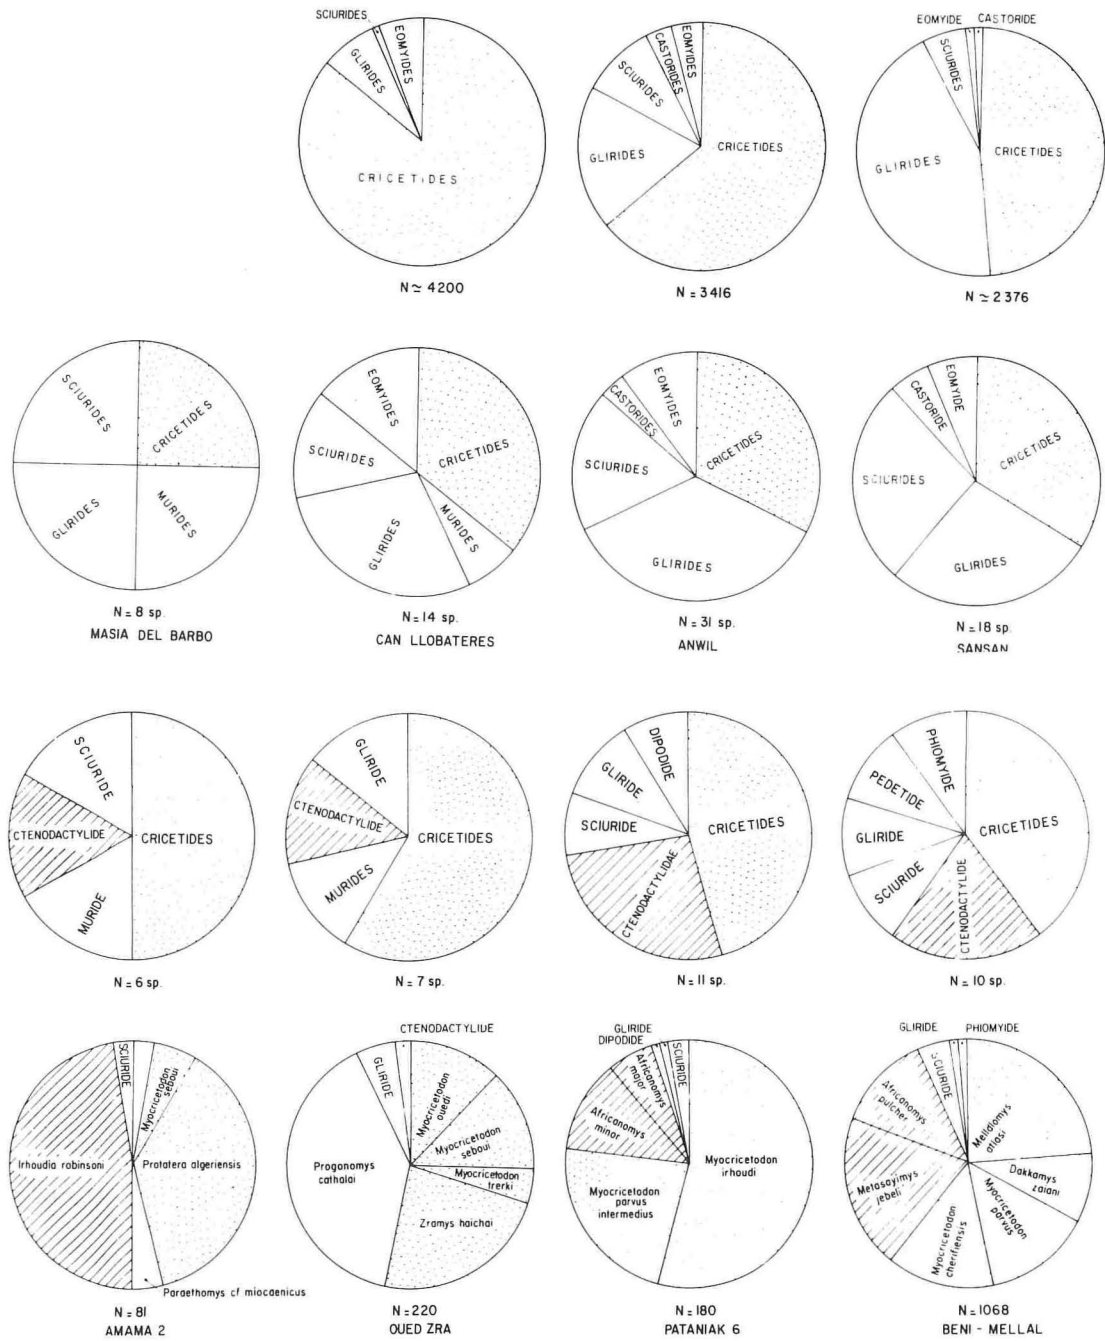 SCIURIDES
GLIRIDES
EOMYIDES
CRICETIDES
N ≃ 4200
SCIURIDES
CASTORIDES
EOMYIDES
GLIRIDES
CRICETIDES
N = 3416
EOMYIDE
CASTORIDE
SCIURIDES
GLIRIDES
CRICETIDES
N ≃ 2376
SCIURIDES
CRICETIDES
GLIRIDES
MURIDES
N = 8 sp.
MASIA DEL BARBO
EOMYIDES
SCIURIDES
CRICETIDES
GLIRIDES
MURIDES
N = 14 sp.
CAN LLOBATERES
EOMYIDES
CASTORIDES
SCIURIDES
CRICETIDES
GLIRIDES
N = 31 sp.
ANWIL
EOMYIDE
CASTORIDE
SCIURIDES
CRICETIDES
GLIRIDES
N = 18 sp.
SANSAN
SCIURIDE
CTENODACTYLIDE
CRICETIDES
MURIDE
N = 6 sp.
GLIRIDE
CTENODACTYLIDE
CRICETIDES
MURIDES
N = 7 sp.
DIPODIDE
GLIRIDE
SCIURIDE
CRICETIDES
CTENODACTYLIDAE
N = 11 sp.
PHIOMYIDE
PEDETIDE
GLIRIDE
SCIURIDE
CRICETIDES
CTENODACTYLIDE
N = 10 sp.
SCIURIDE
Myocricetodon
seboui
Irhoudia robinsoni
Protatera algeriensis
Paraethomys cf miocaenicus
N = 81
AMAMA 2
CTENODACTYLIDE
GLIRIDE
Myocricetodon
ouedi
Myocricetodon
seboui
Myocricetodon
trerki
Progonomys
cathalai
Zramys haichai
N = 220
OUED ZRA
GLIRIDE
DIPODIDE
SCIURIDE
Africanomys
major
Africanomys
minor
Myocricetodon
irhoudi
Myocricetodon
parvus
intermedius
N = 180
PATANIAK 6
GLIRIDE
PHIOMYIDE
SCIURIDE
Africanomys
pulcher
Mellalomys
atlasi
Dakkamys
zaiani
Metasayimys
jebeli
Myocricetodon
parvus
Myocricetodon
cherifiensis
N = 1068
BENI - MELLAL